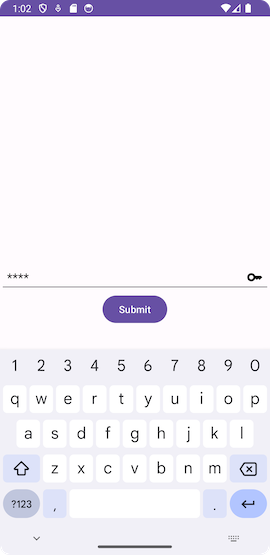 1:02
****
Submit
1 2 3 4 5 6 7 8 9 0
q w e r t y u i o p
a s d f g h j k l
z x c v b n m
?123 , .